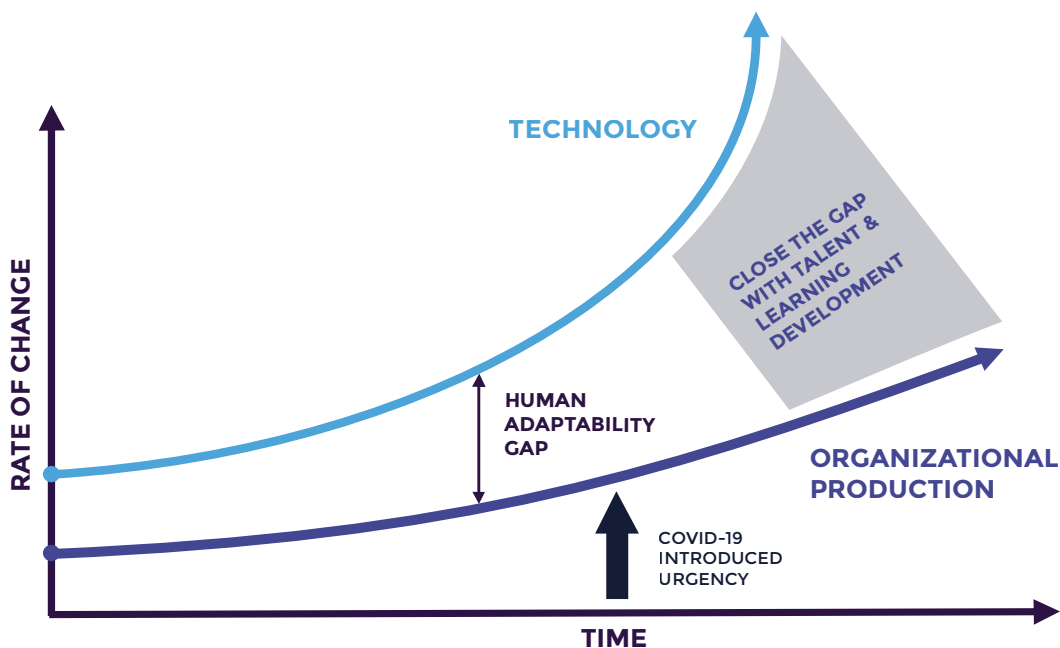 TECHNOLOGY
CLOSE THE GAP
WITH TALENT &
LEARNING
DEVELOPMENT
RATE OF CHANGE
HUMAN
ADAPTABILITY
GAP
ORGANIZATIONAL
PRODUCTION
COVID-19
INTRODUCED
URGENCY
TIME